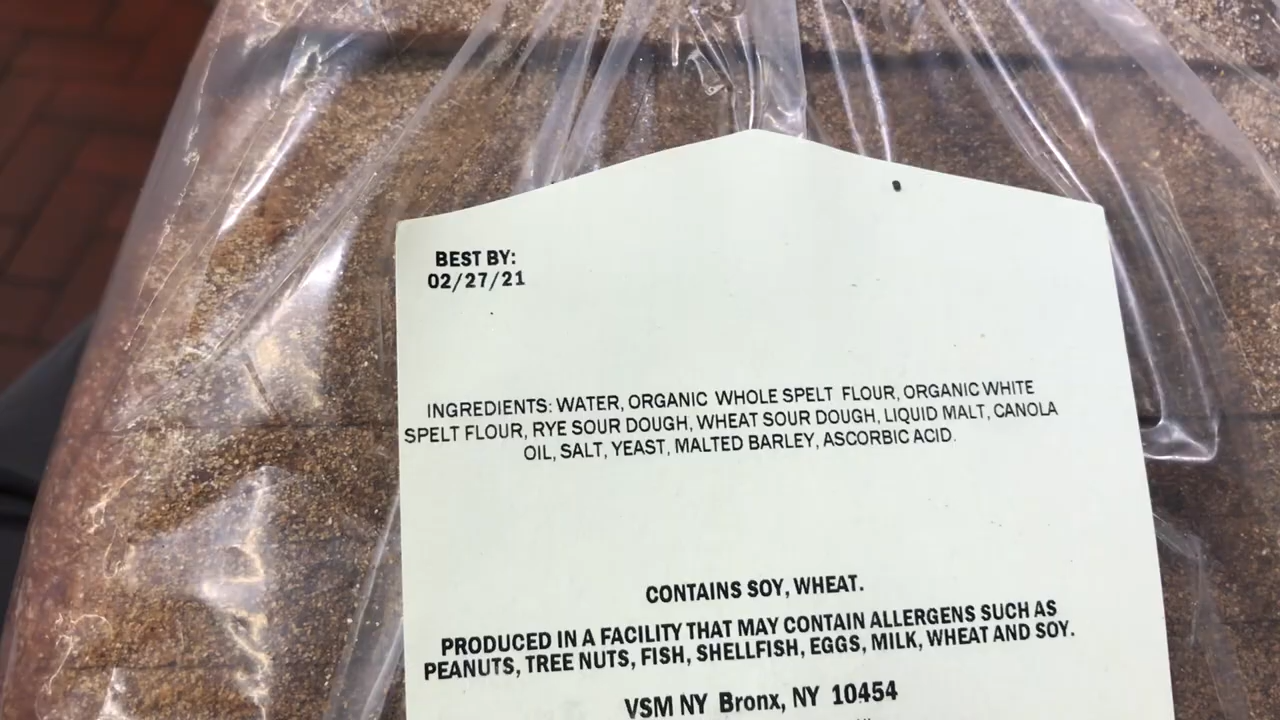 BEST BY:
02/27/21
INGREDIENTS: WATER, ORGANIC WHOLE SPELT FLOUR, ORGANIC WHITE
SPELT FLOUR, RYE SOUR DOUGH, WHEAT SOUR DOUGH, LIQUID MALT, CANOLA
OIL, SALT, YEAST, MALTED BARLEY, ASCORBIC ACID.
CONTAINS SOY, WHEAT.
PRODUCED IN A FACILITY THAT MAY CONTAIN ALLERGENS SUCH AS
PEANUTS, TREE NUTS, FISH, SHELLFISH, EGGS, MILK, WHEAT AND SOY.
VSM NY Bronx, NY 10454